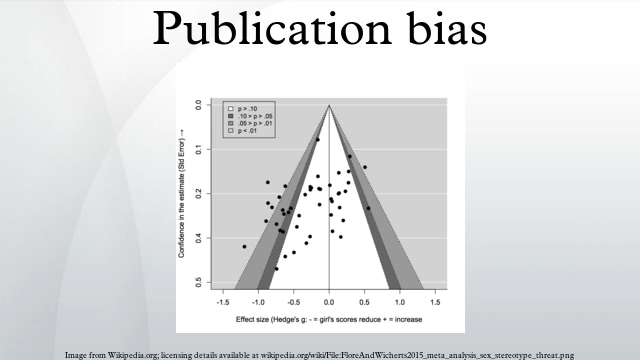 Publication bias
p > .10
.10 > p > .05
.05 > p > .01
p < .01
Confidence in the estimate (Std Error) →
0.0
0.1
0.2
0.4
0.5
-1.5
-1.0
-0.5
0.0
0.5
1.0
1.5
Effect size (Hedge's g: - = girl's scores reduce + = increase
Image from Wikipedia.org; licensing details available at wikipedia.org/wiki/File:FloreAndWicherts2015_meta_analysis_sex_stereotype_threat.png